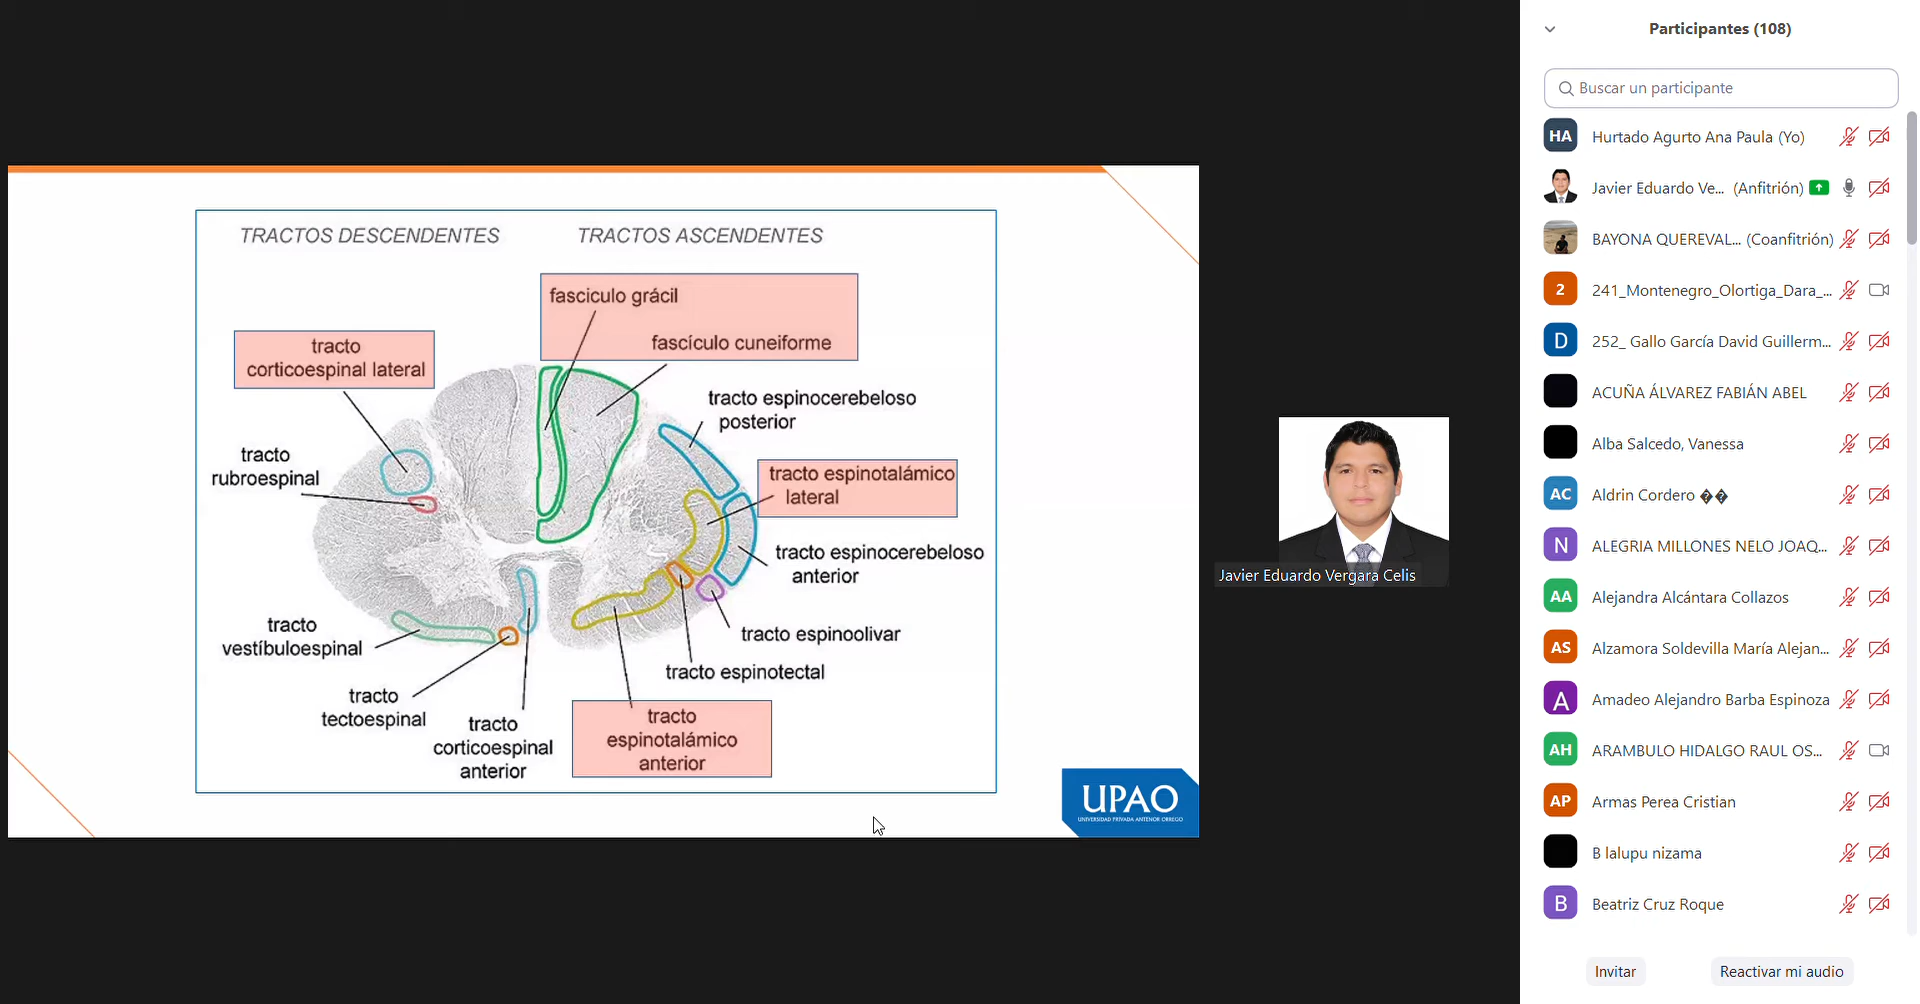 TRACTOS DESCENDENTES
TRACTOS ASCENDENTES
fasciculo grácil
fascículo cuneiforme
tracto
corticoespinal lateral
tracto espinocerebeloso
posterior
tracto
rubroespinal
tracto espinotalámico
lateral
tracto espinocerebeloso
anterior
tracto
vestíbuloespinal
tracto espinoolivar
tracto espinotectal
tracto
tectoespinal
tracto
corticoespinal
anterior
tracto
espinotalámico
anterior
UPAO
UNIVERSIDAD PRIVADA ANTENOR ORREGO
Javier Eduardo Vergara Celis
Participantes (108)
Buscar un participante
HA Hurtado Agurto Ana Paula (Yo)
Javier Eduardo Ve... (Anfitrión)
BAYONA QUEREVAL... (Coanfitrión)
2 241_Montenegro_Olortiga_Dara_...
D 252_ Gallo García David Guillerm...
ACUÑA ÁLVAREZ FABIÁN ABEL
Alba Salcedo, Vanessa
AC Aldrin Cordero ��
N ALEGRIA MILLONES NELO JOAQ...
AA Alejandra Alcántara Collazos
AS Alzamora Soldevilla María Alejan...
A Amadeo Alejandro Barba Espinoza
AH ARAMBULO HIDALGO RAUL OS...
AP Armas Perea Cristian
B lalupu nizama
B Beatriz Cruz Roque
Invitar
Reactivar mi audio